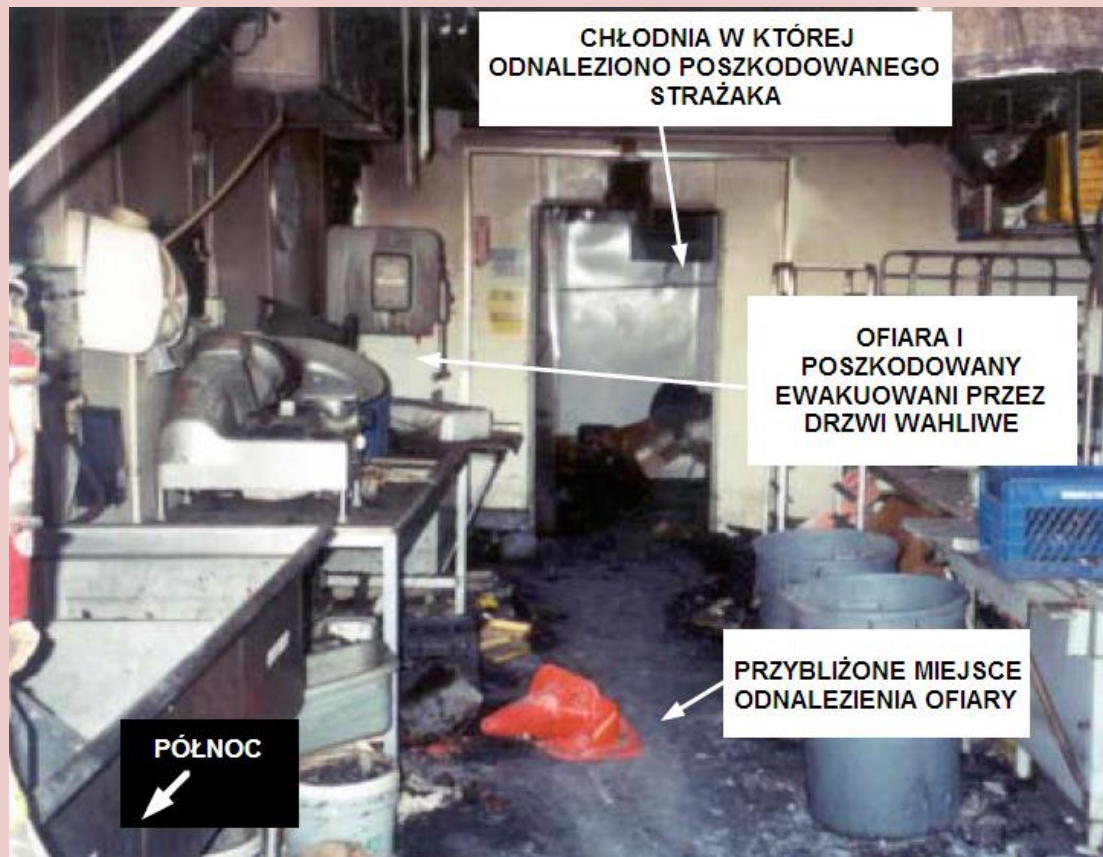 CHŁODNIA W KTÓREJ
ODNALEZIONO POSZKODOWANEGO
STRAŻAKA
OFIARA I
POSZKODOWANY
EWAKUOWANI PRZEZ
DRZWI WAHLIWE
PRZYBLIŻONE MIEJSCE
ODNALEZIENIA OFIARY
PÓŁNOC